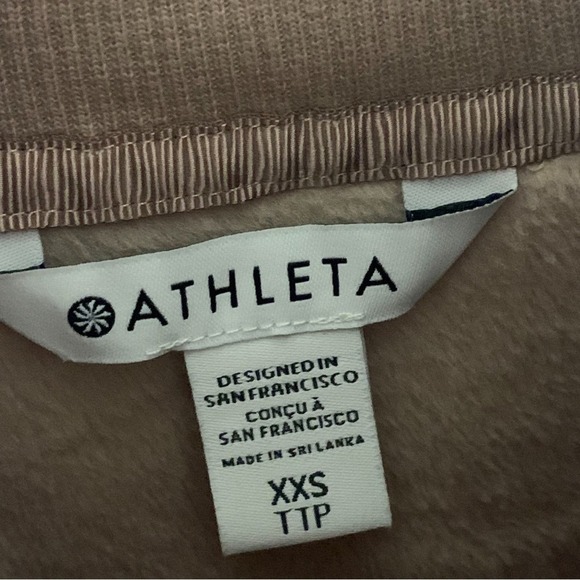 ATHLETA
DESIGNED IN
SAN FRANCISCO
CONÇU À
SAN FRANCISCO
MADE IN SRI LANKA
XXS
TTP